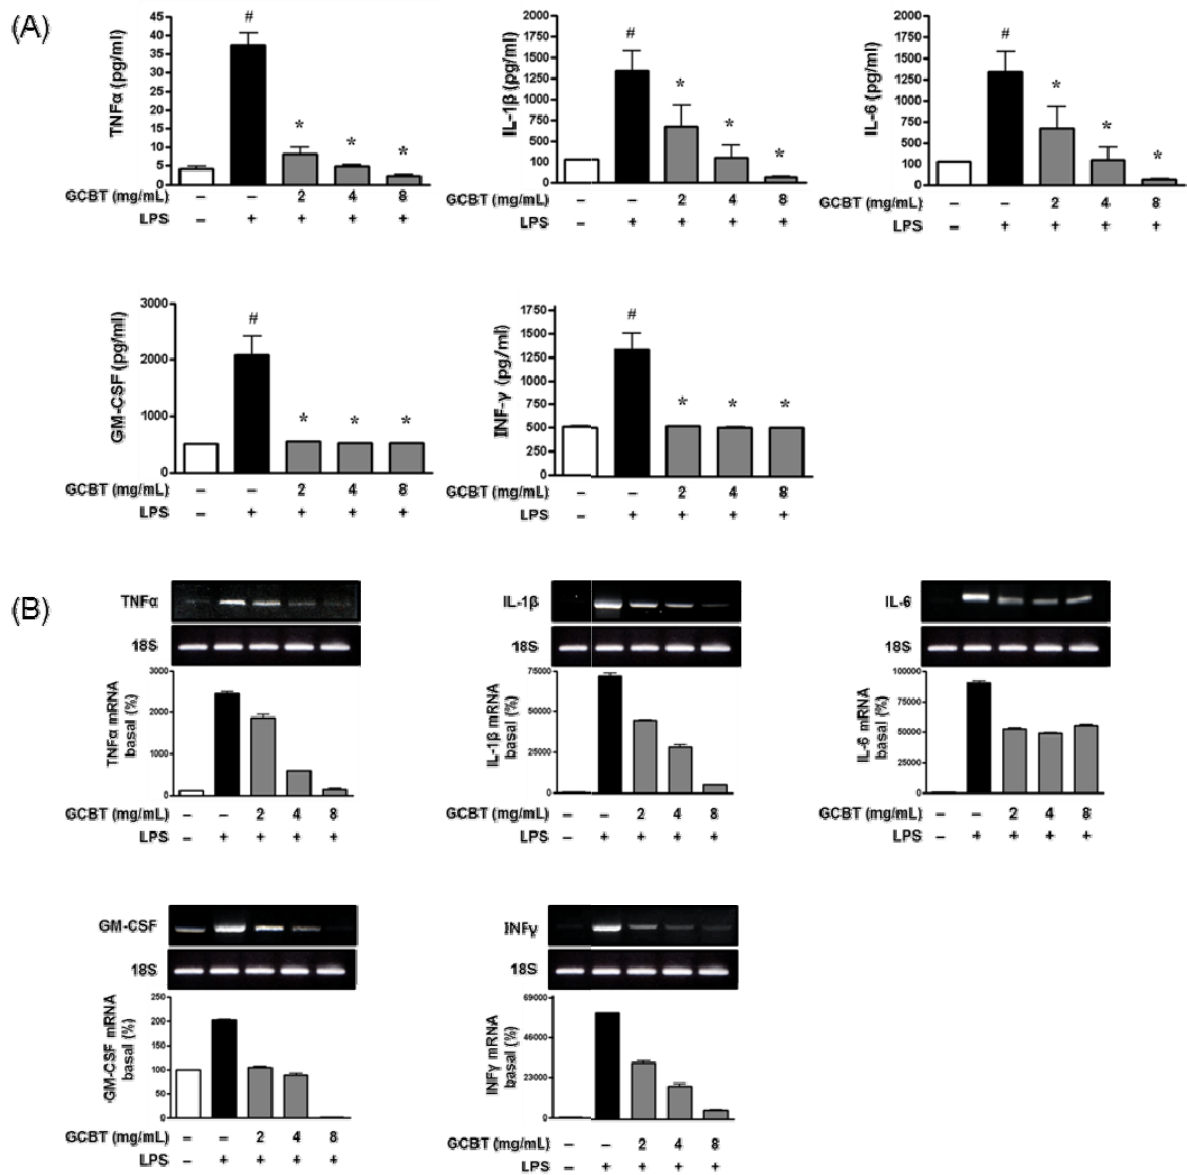 (A)
TNFα (pg/ml)
45
40
35
30
25
20
15
10
5
0
#
*
*
*
GCBT (mg/mL) – – 2 4 8
LPS – + + + +
IL-1β (pg/ml)
2000
1750
1500
1250
1000
750
500
100
0
#
*
*
*
GCBT (mg/mL) – – 2 4 8
LPS – + + + +
IL-6 (pg/ml)
2000
1750
1500
1250
1000
750
500
100
0
#
*
*
*
GCBT (mg/mL) – – 2 4 8
LPS – + + + +
GM-CSF (pg/ml)
3000
2000
1000
0
#
*
*
*
GCBT (mg/mL) – – 2 4 8
LPS – + + + +
INF-γ (pg/ml)
1750
1500
1250
1000
750
500
250
0
#
*
*
*
GCBT (mg/mL) – – 2 4 8
LPS – + + + +
(B)
TNFα
18S
TNFα mRNA
basal (%)
3000
2000
1000
0
GCBT (mg/mL) – – 2 4 8
LPS – + + + +
IL-1β
18S
IL-1β mRNA
basal (%)
75000
50000
25000
0
GCBT (mg/mL) – – 2 4 8
LPS – + + + +
IL-6
18S
IL-6 mRNA
basal (%)
100000
75000
50000
25000
0
GCBT (mg/mL) – – 2 4 8
LPS – + + + +
GM-CSF
18S
GM-CSF mRNA
basal (%)
250
200
150
100
50
0
GCBT (mg/mL) – – 2 4 8
LPS – + + + +
INFγ
18S
INFγ mRNA
basal (%)
69000
46000
23000
0
GCBT (mg/mL) – – 2 4 8
LPS – + + + +